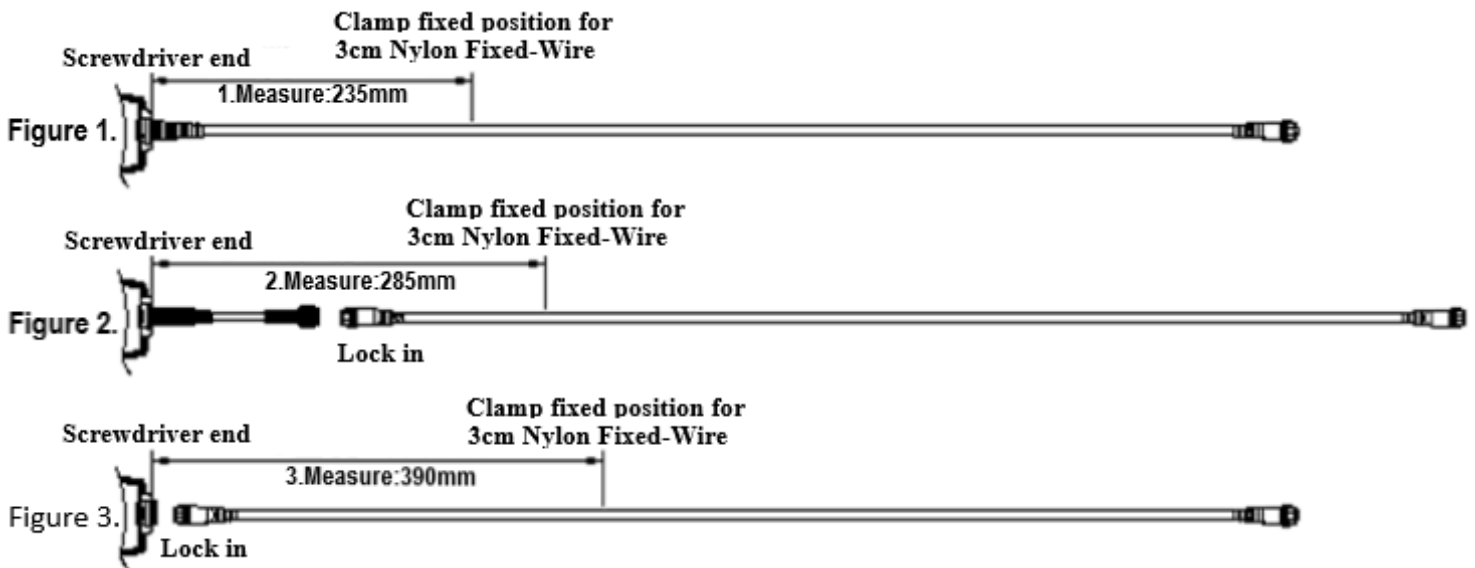 Clamp fixed position for
3cm Nylon Fixed-Wire
Screwdriver end
1.Measure:235mm
Figure 1.
Clamp fixed position for
3cm Nylon Fixed-Wire
Screwdriver end
2.Measure:285mm
Figure 2.
Lock in
Clamp fixed position for
3cm Nylon Fixed-Wire
Screwdriver end
3.Measure:390mm
Figure 3.
Lock in